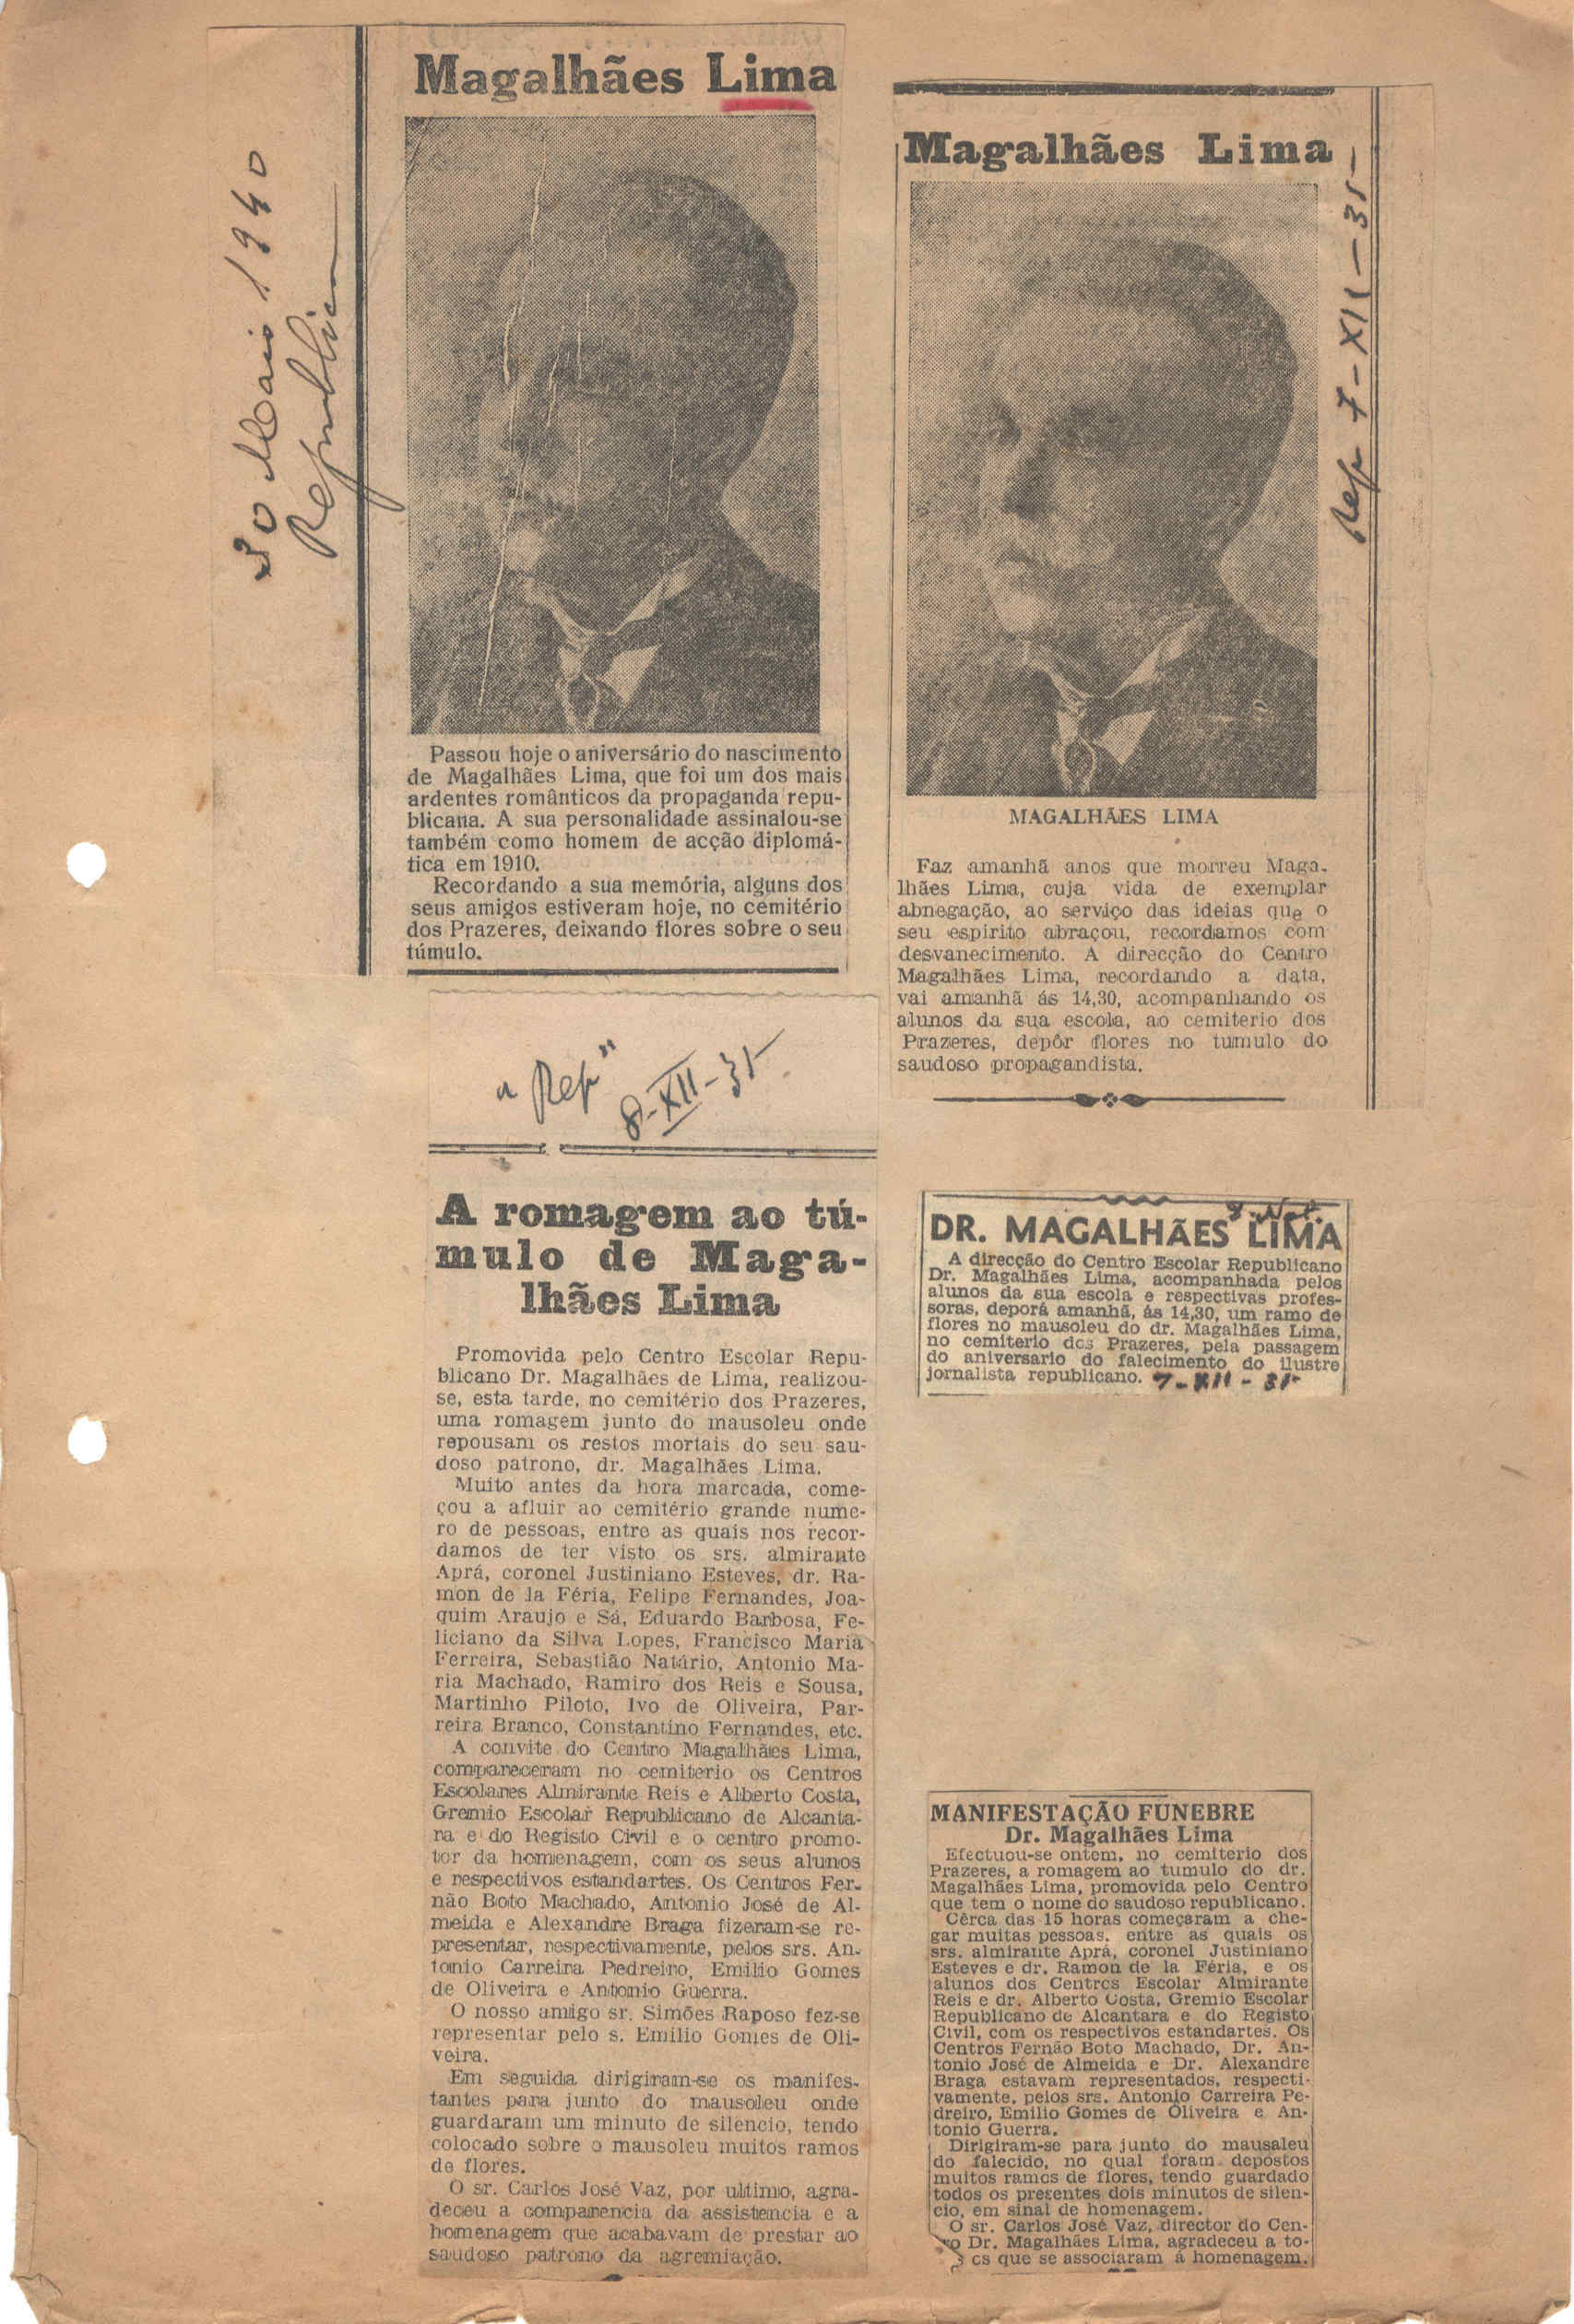 30 Maio 1940
Republica
Magalhães Lima
Passou hoje o aniversário do nascimento
de Magalhães Lima, que foi um dos mais
ardentes românticos da propaganda repu-
blicana. A sua personalidade assinalou-se
também como homem de acção diplomá-
tica em 1910.
Recordando a sua memória, alguns dos
seus amigos estiveram hoje, no cemitério
dos Prazeres, deixando flores sobre o seu
túmulo.
Magalhães Lima
Rep 7-XII-35-
MAGALHÃES LIMA
Faz amanhã anos que morreu Maga-
lhães Lima, cuja vida de exemplar
abnegação, ao serviço das ideias que o
seu espirito abraçou, recordamos com
desvanecimento. A direcção do Centro
Magalhães Lima, recordando a data,
vai amanhã ás 14,30, acompanhando os
alunos da sua escola, ao cemiterio dos
Prazeres, depôr flores no tumulo do
saudoso propagandista.
"Rep"
8-XII-35-
A romagem ao tú-
mulo de Maga-
lhães Lima
Promovida pelo Centro Escolar Repu-
blicano Dr. Magalhães de Lima, realizou-
se, esta tarde, no cemitério dos Prazeres,
uma romagem junto do mausoleu onde
repousam os restos mortais do seu sau-
doso patrono, dr. Magalhães Lima.
Muito antes da hora marcada, come-
çou a afluir ao cemitério grande nume-
ro de pessoas, entre as quais nos recor-
damos de ter visto os srs. almirante
Aprá, coronel Justiniano Esteves, dr. Ra-
mon de la Féria, Felipe Fernandes, Joa-
quim Araujo e Sá, Eduardo Barbosa, Fe-
liciano da Silva Lopes, Francisco Maria
Ferreira, Sebastião Natário, Antonio Ma-
ria Machado, Ramiro dos Reis e Sousa,
Martinho Piloto, Ivo de Oliveira, Par-
reira Branco, Constantino Fernandes, etc.
A convite do Centro Magalhães Lima,
compareceram no cemiterio os Centros
Escolares Almirante Reis e Alberto Costa,
Gremio Escolar Republicano de Alcanta-
ra e do Registo Civil e o centro promo-
tor da homenagem, com os seus alunos
e respectivos estandartes. Os Centros Fer-
não Boto Machado, Antonio José de Al-
meida e Alexandre Braga fizeram-se re-
presentar, respectivamente, pelos srs. An-
tonio Carreira Pedreiro, Emilio Gomes
de Oliveira e Antonio Guerra.
O nosso amigo sr. Simões Raposo fez-se
representar pelo s. Emilio Gomes de Oli-
veira.
Em seguida dirigiram-se os manifes-
tantes para junto do mausoleu onde
guardaram um minuto de silencio, tendo
colocado sobre o mausoleu muitos ramos
de flores.
O sr. Carlos José Vaz, por ultimo, agra-
deceu a comparencia da assistencia e a
homenagem que acabavam de prestar ao
saudoso patrono da agremiação.
DR. MAGALHÃES LIMA
A direcção do Centro Escolar Republicano
Dr. Magalhães Lima, acompanhada pelos
alunos da sua escola e respectivas profes-
soras, deporá amanhã, ás 14,30, um ramo de
flores no mausoleu do dr. Magalhães Lima,
no cemiterio dos Prazeres, pela passagem
do aniversario do falecimento do ilustre
jornalista republicano. 7-XII-35-
MANIFESTAÇÃO FUNEBRE
Dr. Magalhães Lima
Efectuou-se ontem, no cemiterio dos
Prazeres, a romagem ao tumulo do dr.
Magalhães Lima, promovida pelo Centro
que tem o nome do saudoso republicano.
Cêrca das 15 horas começaram a che-
gar muitas pessoas, entre as quais os
srs. almirante Aprá, coronel Justiniano
Esteves e dr. Ramon de la Féria, e os
alunos dos Centros Escolar Almirante
Reis e dr. Alberto Costa, Gremio Escolar
Republicano de Alcantara e do Registo
Civil, com os respectivos estandartes. Os
Centros Fernão Boto Machado, Dr. An-
tonio José de Almeida e Dr. Alexandre
Braga estavam representados, respecti-
vamente, pelos srs. Antonio Carreira Pe-
dreiro, Emilio Gomes de Oliveira e An-
tonio Guerra.
Dirigiram-se para junto do mausaleu
do falecido, no qual foram depostos
muitos ramos de flores, tendo guardado
todos os presentes dois minutos de silen-
cio, em sinal de homenagem.
O sr. Carlos José Vaz, director do Cen-
tro Dr. Magalhães Lima, agradeceu a to-
os que se associaram á homenagem.